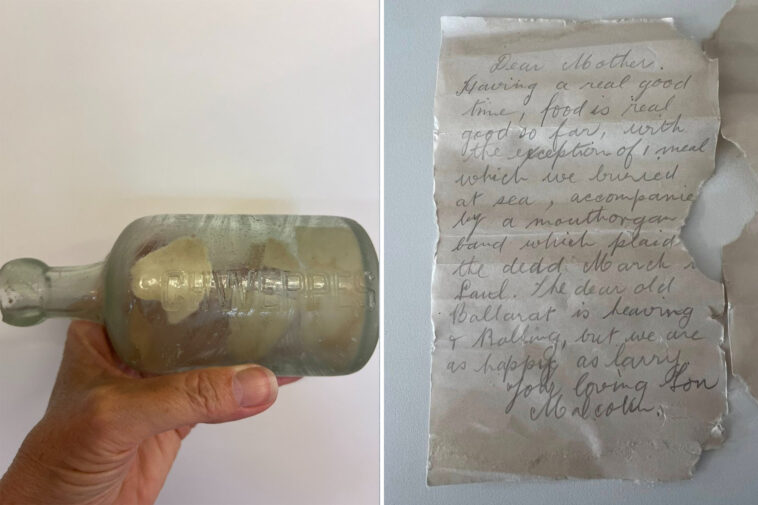 SCHWEPPES
Dear Mother.
Having a real good
time, food is real
good so far, with
the exception of 1 meal
which we buried
at sea, accompanie
by a mouthorgan
band which plaid
the dedd March
Saul. The dear old
Ballarat is heaving
& Rolling, but we are
as happy as larry
Your loving Son
Malcolm.